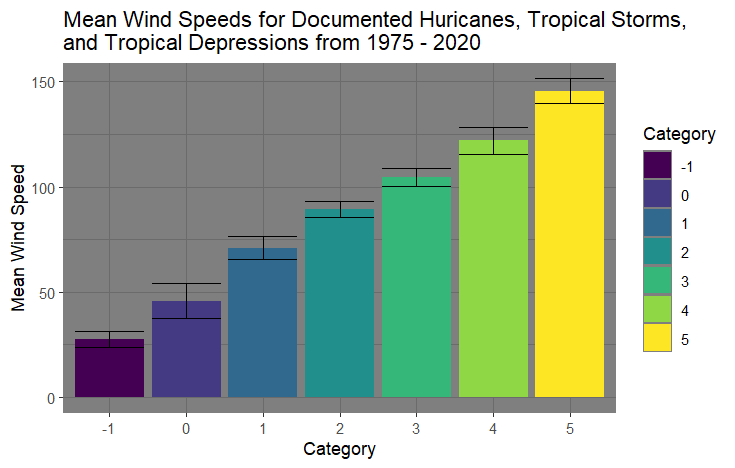 Mean Wind Speeds for Documented Huricanes, Tropical Storms,
and Tropical Depressions from 1975 - 2020
Mean Wind Speed
150
100
50
0
-1 0 1 2 3 4 5
Category
Category
-1
0
1
2
3
4
5